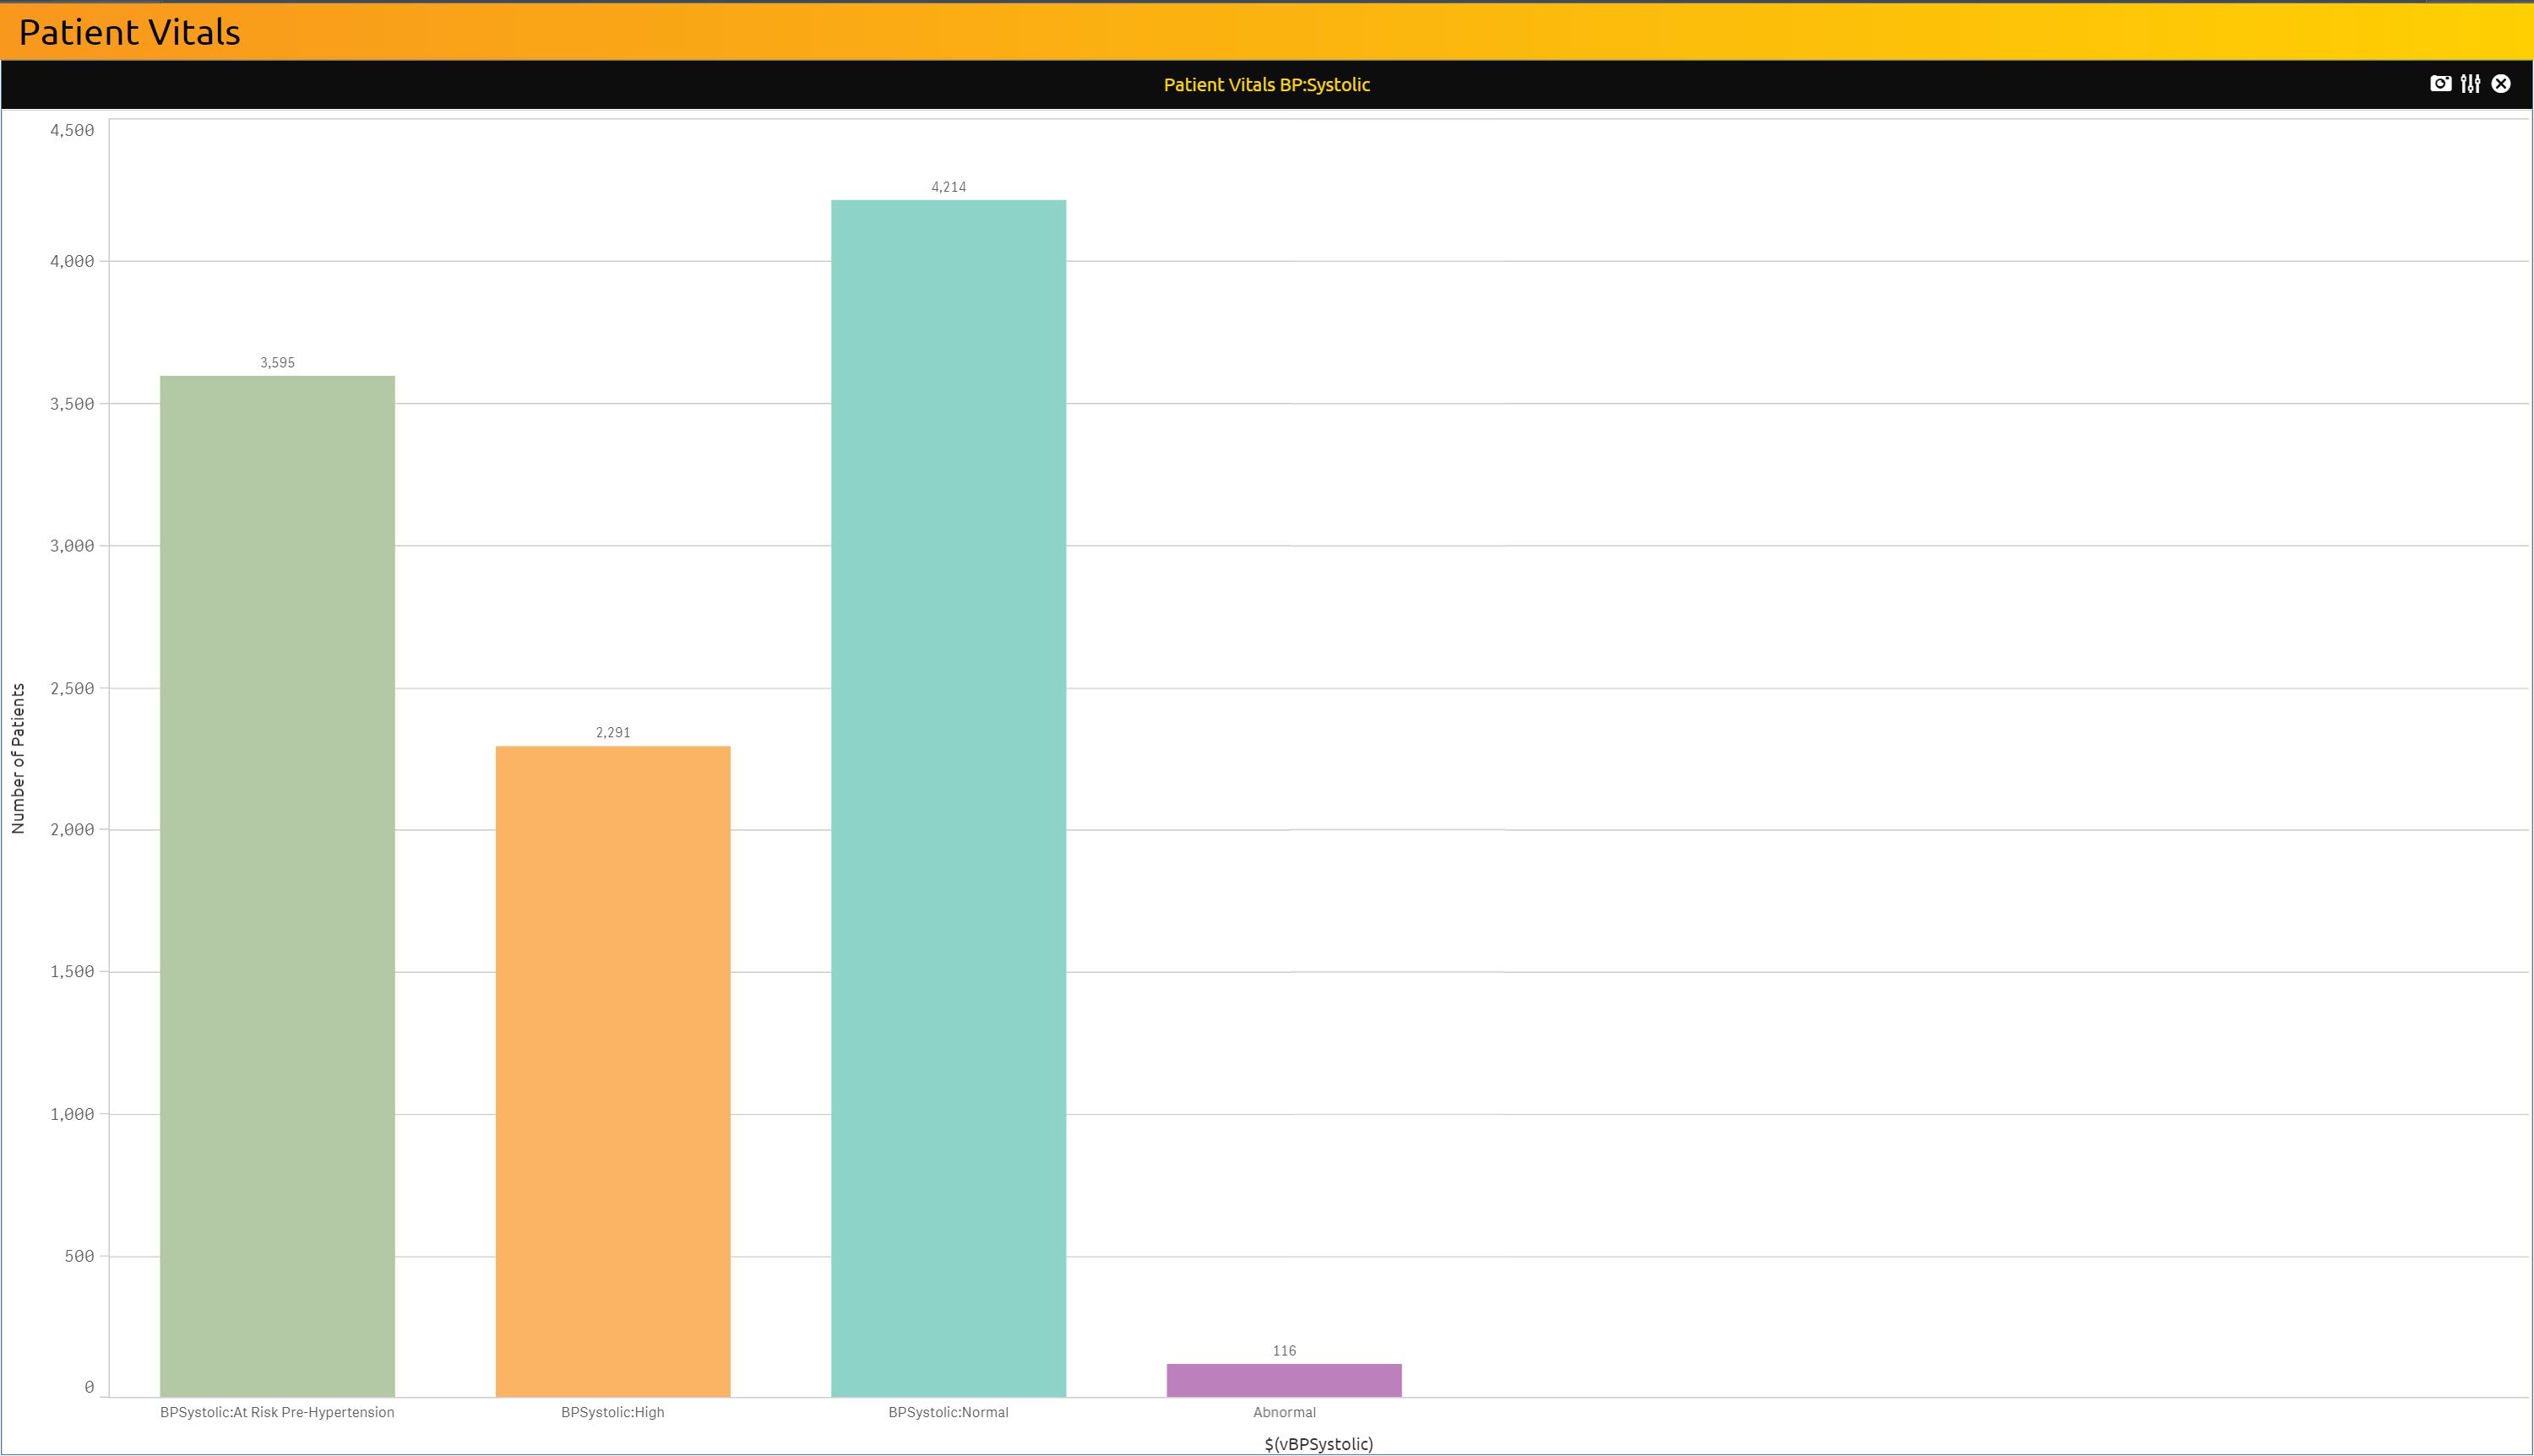 Patient Vitals
Patient Vitals BP:Systolic
4,500
4,214
4,000
3,595
3,500
3,000
2,500
2,291
Number of Patients
2,000
1,500
1,000
500
116
0
BPSystolic:At Risk Pre-Hypertension BPSystolic:High BPSystolic:Normal Abnormal
$(vBPSystolic)